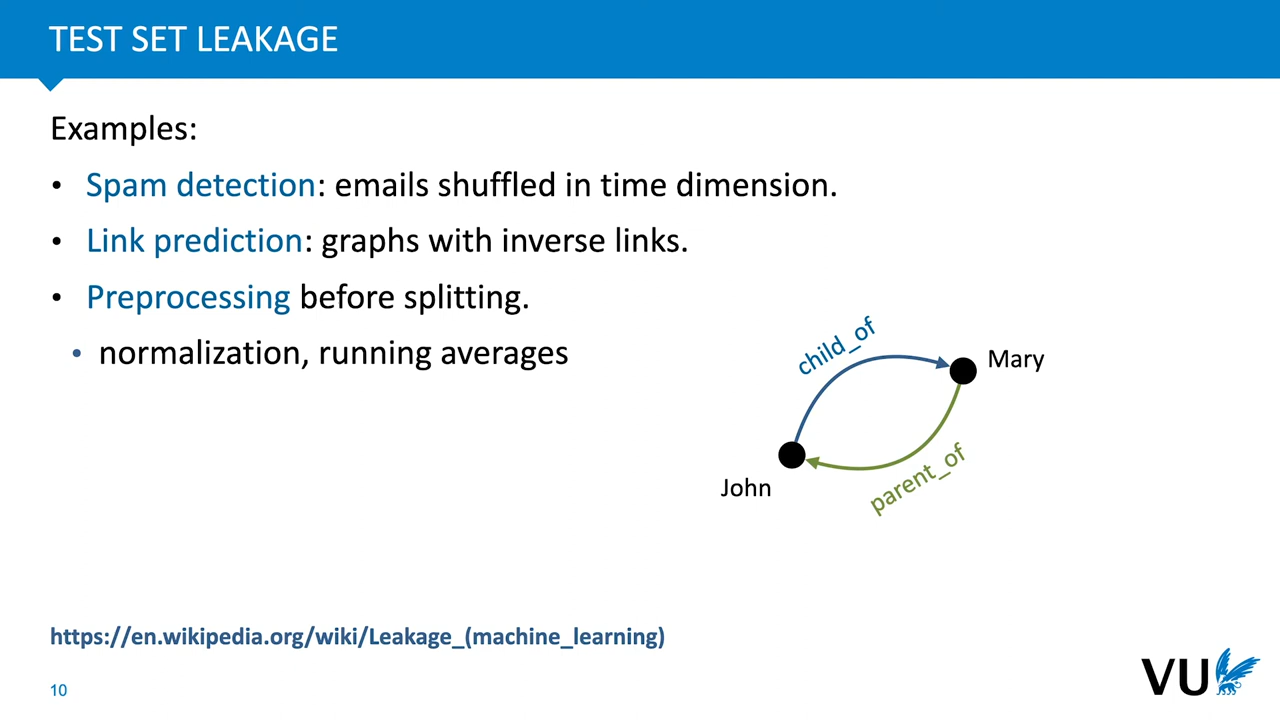 TEST SET LEAKAGE
Examples:
• Spam detection: emails shuffled in time dimension.
• Link prediction: graphs with inverse links.
• Preprocessing before splitting.
• normalization, running averages
child_of
Mary
John
parent_of
https://en.wikipedia.org/wiki/Leakage_(machine_learning)
10
VU